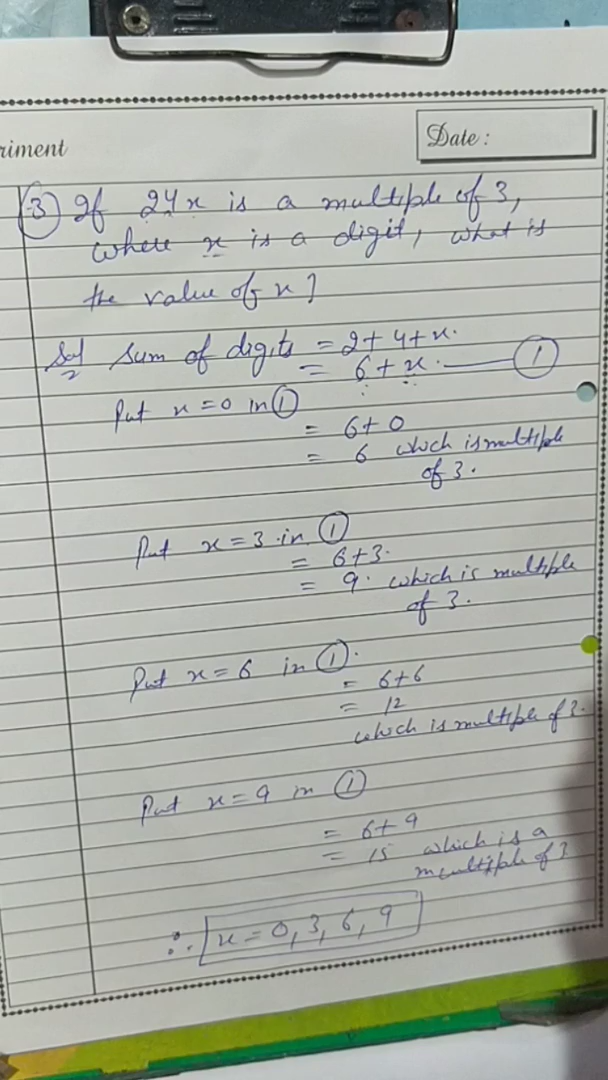 riment
Date :
3) If 24x is a multiple of 3,
where x is a digit, what is
the value of x ]
Sol Sum of digits = 2+4+x.
= 6+x. — ①
Put x=0 in ①
= 6+0
= 6 which is multiple
of 3.
Put x=3 in ①
= 6+3.
= 9. which is multiple
of 3.
Put x=6 in ①.
= 6+6
= 12
which is multiple of 3.
Put x=9 in ①
= 6+9
= 15 which is a
multiple of 3
∴ x=0,3,6,9